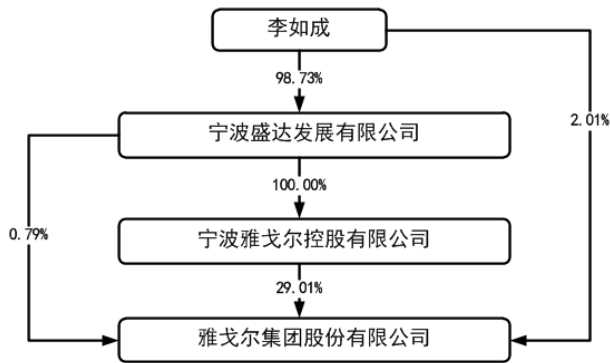 李如成
98.73%
宁波盛达发展有限公司
2.01%
100.00%
0.79%
宁波雅戈尔控股有限公司
29.01%
雅戈尔集团股份有限公司